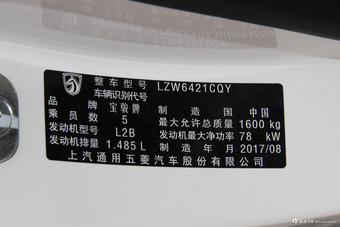 整车型号 LZW6421CQY
车辆识别代号
品牌 宝骏牌 制造国 中国
乘员数 5 最大允许总质量 1600 kg
发动机型号 L2B 发动机最大净功率 78 kW
发动机排量 1.485 L 制造年月 2017/08
上汽通用五菱汽车股份有限公司